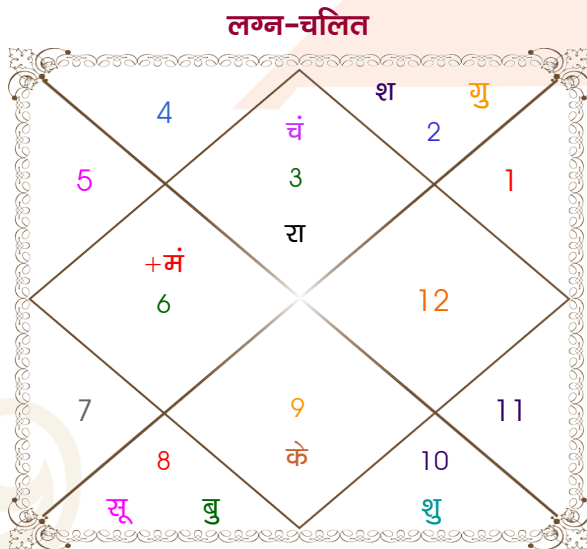 लग्न-चलित
श गु
4 चं 2
5 3 1
रा
+मं
6 12
7 9 11
8 के 10
सू बु शु